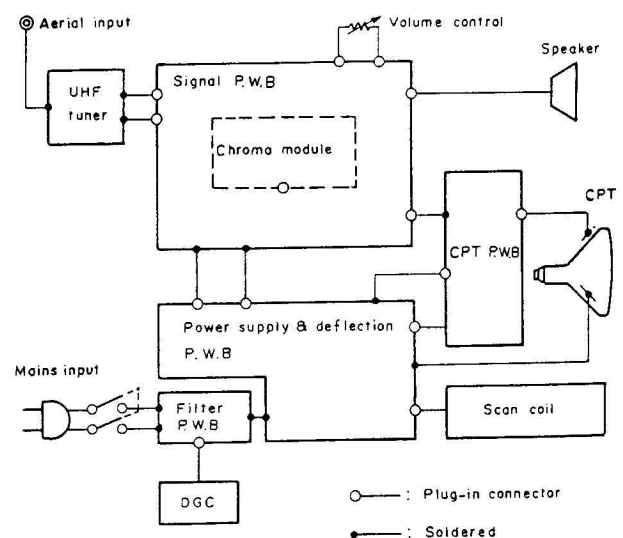 Aerial input
Volume control
Speaker
UHF
tuner
Signal P.W.B
Chroma module
CPT
CPT P.W.B
Power supply & deflection
P.W.B
Mains input
Filter
P.W.B
Scan coil
DGC
: Plug-in connector
: Soldered